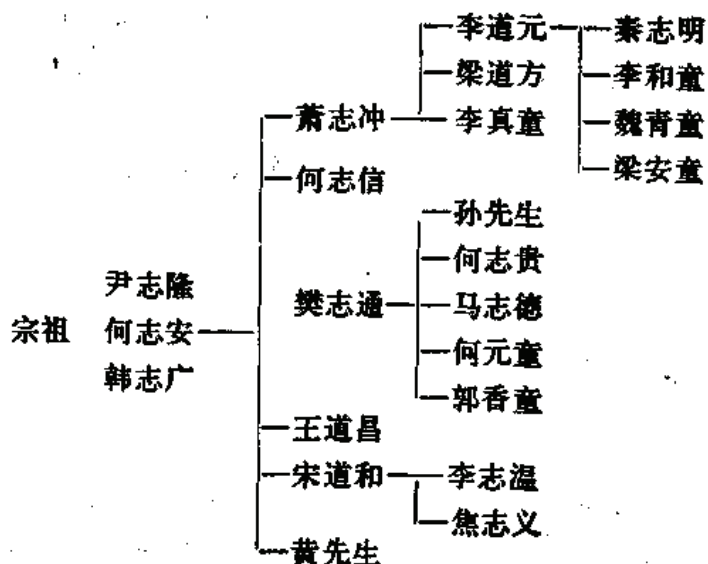 李道元 秦志明
梁道方 李和童
萧志冲 李真童 魏青童
梁安童
何志信
孙先生
何志贵
尹志隆 樊志通 马志德
宗祖 何志安
韩志广 何元童
郭香童
王道昌
宋道和 李志温
焦志义
黄先生